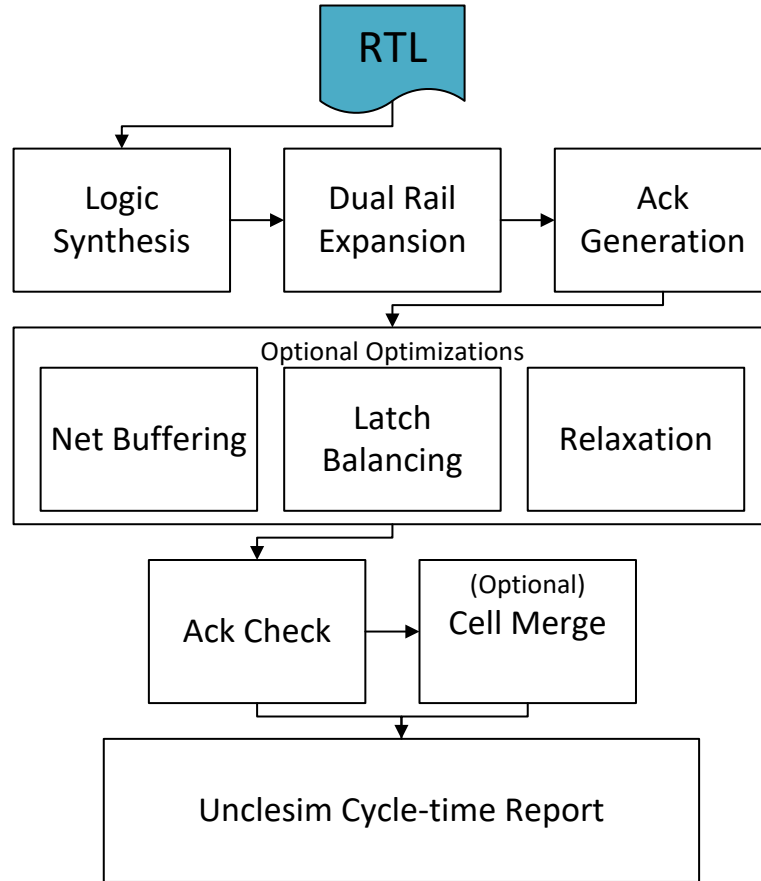 RTL
Logic
Synthesis
Dual Rail
Expansion
Ack
Generation
Optional Optimizations
Net Buffering
Latch
Balancing
Relaxation
Ack Check
(Optional)
Cell Merge
Unclesim Cycle-time Report